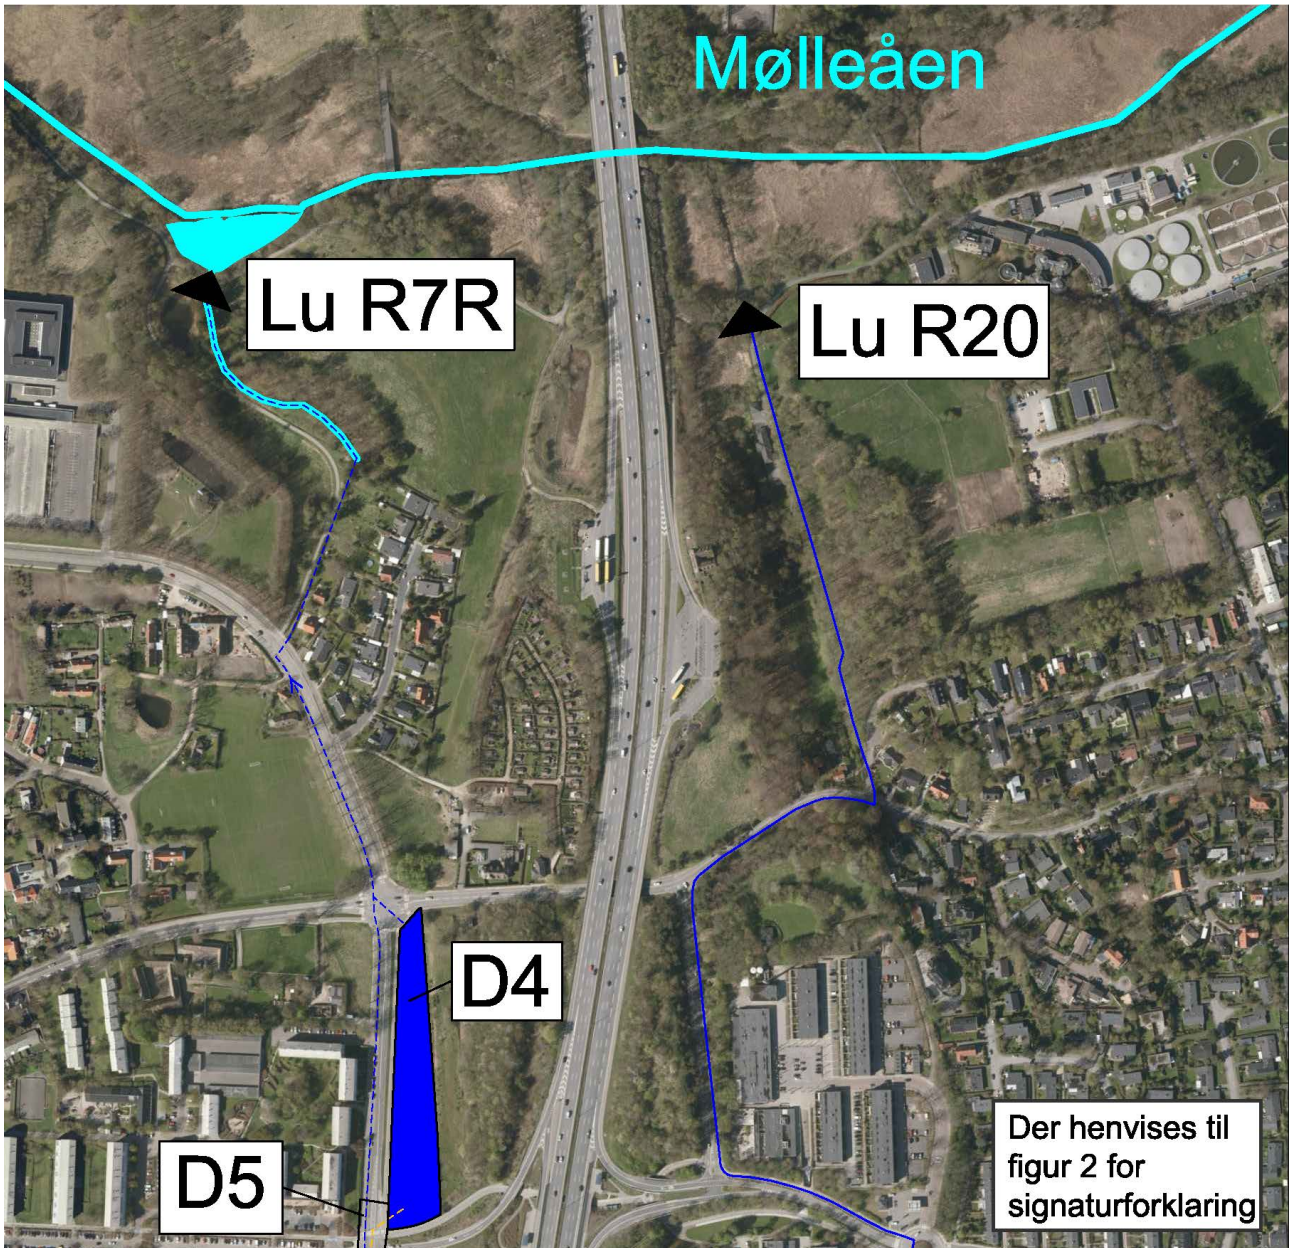 Mølleåen
Lu R7R
Lu R20
D4
D5
Der henvises til
figur 2 for
signaturforklaring